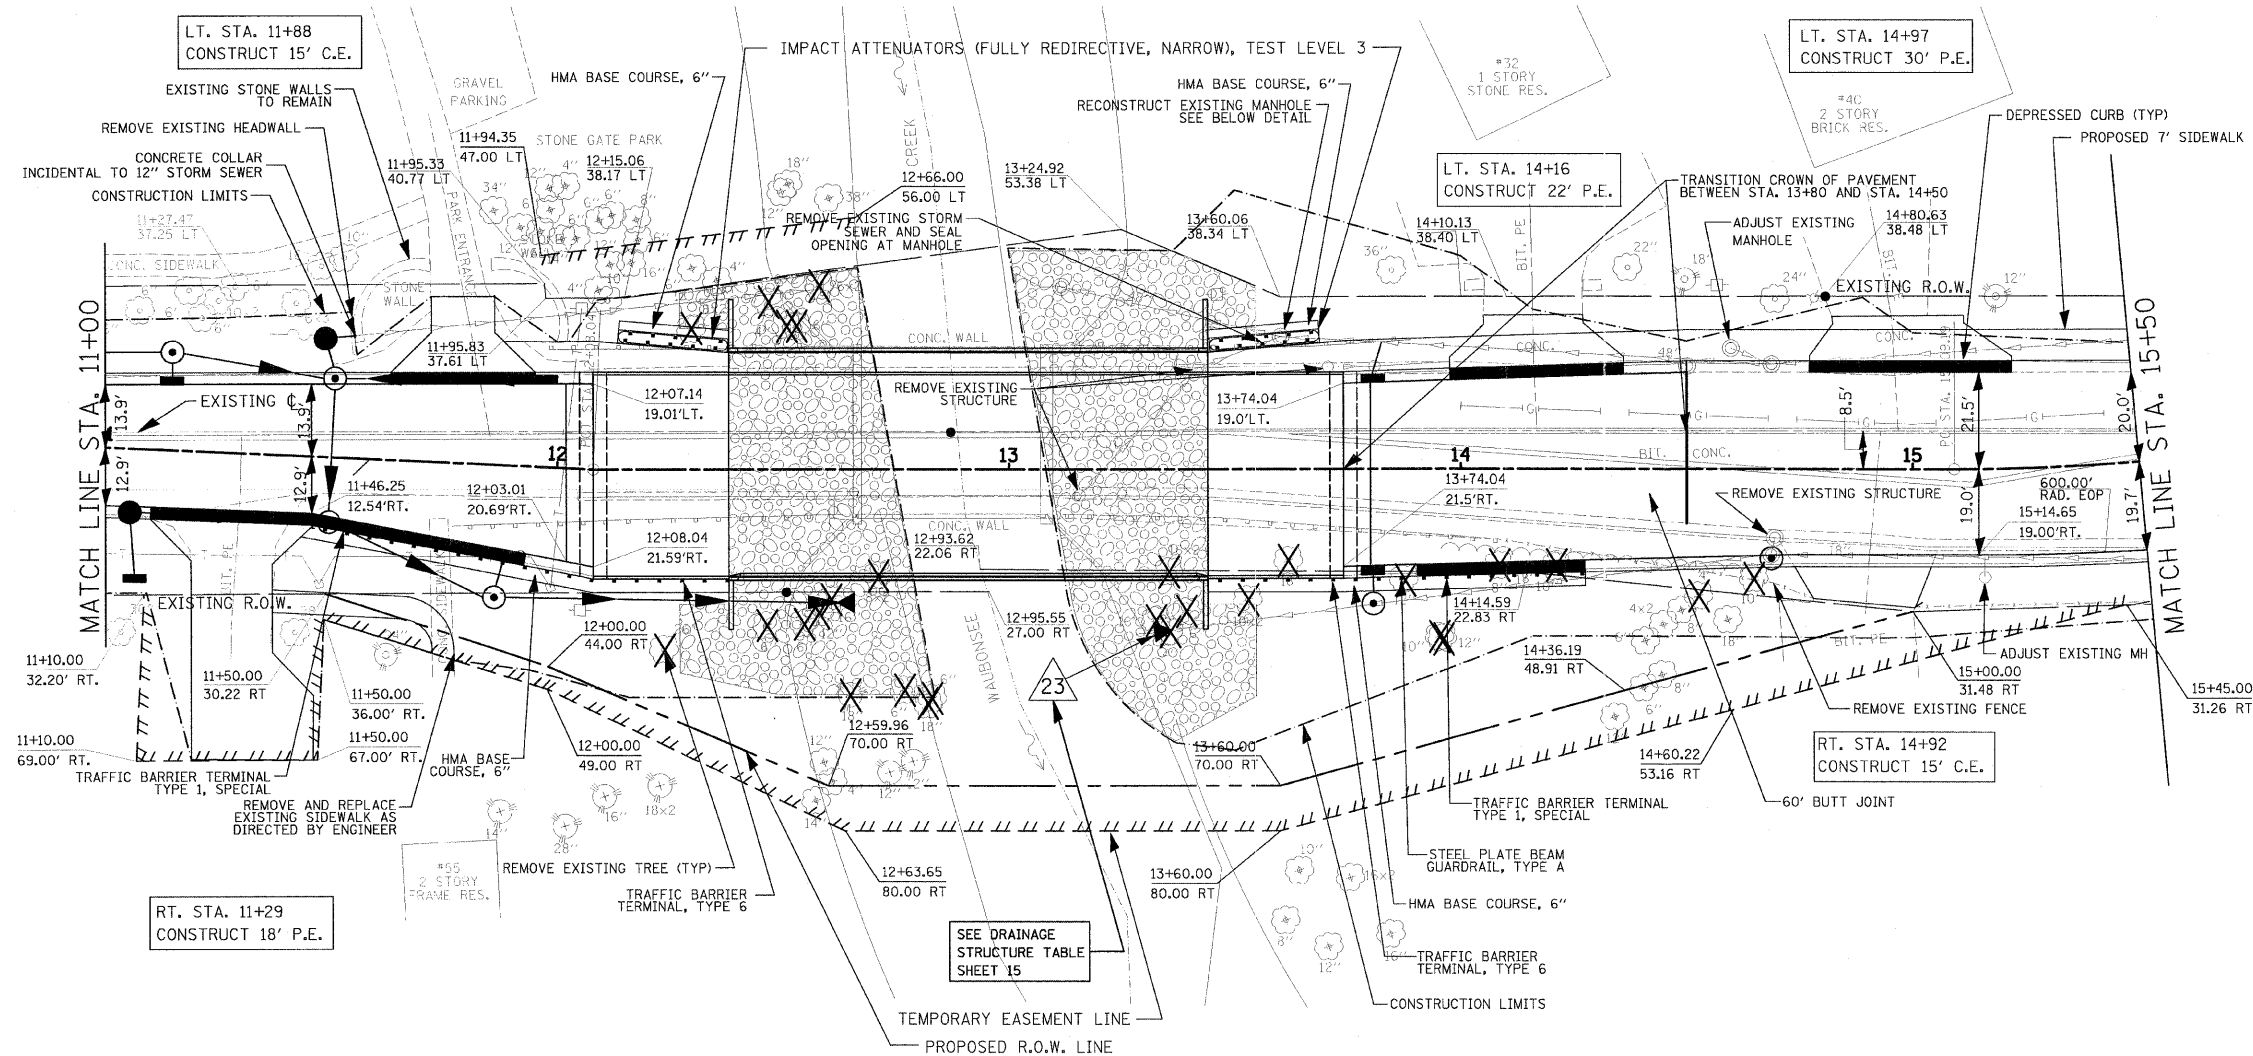 LT. STA. 11+88
CONSTRUCT 15' C.E.
LT. STA. 14+97
CONSTRUCT 30' P.E.
IMPACT ATTENUATORS (FULLY REDIRECTIVE, NARROW), TEST LEVEL 3
HMA BASE COURSE, 6"
HMA BASE COURSE, 6"
RECONSTRUCT EXISTING MANHOLE
SEE BELOW DETAIL
EXISTING STONE WALLS
TO REMAIN
GRAVEL
PARKING
#32
1 STORY
STONE RES.
2 STORY
BRICK RES.
DEPRESSED CURB (TYP)
PROPOSED 7' SIDEWALK
REMOVE EXISTING HEADWALL
11+94.35
47.00 LT
STONE GATE PARK
CREEK
CONCRETE COLLAR
INCIDENTAL TO 12" STORM SEWER
CONSTRUCTION LIMITS
11+95.33
40.77 LT
12+15.06
38.17 LT
12+66.00
56.00 LT
13+24.92
53.38 LT
LT. STA. 14+16
CONSTRUCT 22' P.E.
TRANSITION CROWN OF PAVEMENT
BETWEEN STA. 13+80 AND STA. 14+50
PARK ENTRANCE
11+27.47
37.25 LT
REMOVE EXISTING STORM
SEWER AND SEAL
OPENING AT MANHOLE
13+60.06
38.34 LT
14+10.13
38.40 LT
ADJUST EXISTING
MANHOLE
14+80.63
38.48 LT
CONC. SIDEWALK
STONE
WALL
BIT. PE
EXISTING R.O.W.
MATCH LINE STA. 11+00
MATCH LINE STA. 15+50
11+95.83
37.61 LT
CONC. WALL
CONC.
CONC.
EXISTING ℄
13.9'
13.9'
12.9'
12.9'
12+07.14
19.01'LT.
REMOVE EXISTING
STRUCTURE
13+74.04
19.0'LT.
8.5'
21.5'
20.0'
12
13
14
15
BIT. CONC.
11+46.25
12.54'RT.
12+03.01
20.69'RT.
13+74.04
21.5'RT.
REMOVE EXISTING STRUCTURE
600.00'
RAD. EOP
15+14.65
19.00'RT.
19.0'
19.7'
12+08.04
21.59'RT.
CONC. WALL
12+93.62
22.06 RT
EXISTING R.O.W.
12+00.00
44.00 RT
WAUBONSEE
12+95.55
27.00 RT
14+14.59
22.83 RT
BIT. PE
11+10.00
32.20' RT.
11+50.00
30.22 RT
11+50.00
36.00' RT.
23
14+36.19
48.91 RT
ADJUST EXISTING MH
15+00.00
31.48 RT
15+45.00
31.26 RT
REMOVE EXISTING FENCE
11+10.00
69.00' RT.
11+50.00
67.00' RT.
12+00.00
49.00 RT
12+59.96
70.00 RT
13+60.00
70.00 RT
14+60.22
53.16 RT
RT. STA. 14+92
CONSTRUCT 15' C.E.
HMA BASE
COURSE, 6"
TRAFFIC BARRIER TERMINAL
TYPE 1, SPECIAL
REMOVE AND REPLACE
EXISTING SIDEWALK AS
DIRECTED BY ENGINEER
TRAFFIC BARRIER TERMINAL
TYPE 1, SPECIAL
60' BUTT JOINT
2 STORY
FRAME RES.
REMOVE EXISTING TREE (TYP)
TRAFFIC BARRIER
TERMINAL, TYPE 6
12+63.65
80.00 RT
13+60.00
80.00 RT
STEEL PLATE BEAM
GUARDRAIL, TYPE A
HMA BASE COURSE, 6"
RT. STA. 11+29
CONSTRUCT 18' P.E.
SEE DRAINAGE
STRUCTURE TABLE
SHEET 15
TRAFFIC BARRIER
TERMINAL, TYPE 6
CONSTRUCTION LIMITS
TEMPORARY EASEMENT LINE
PROPOSED R.O.W. LINE